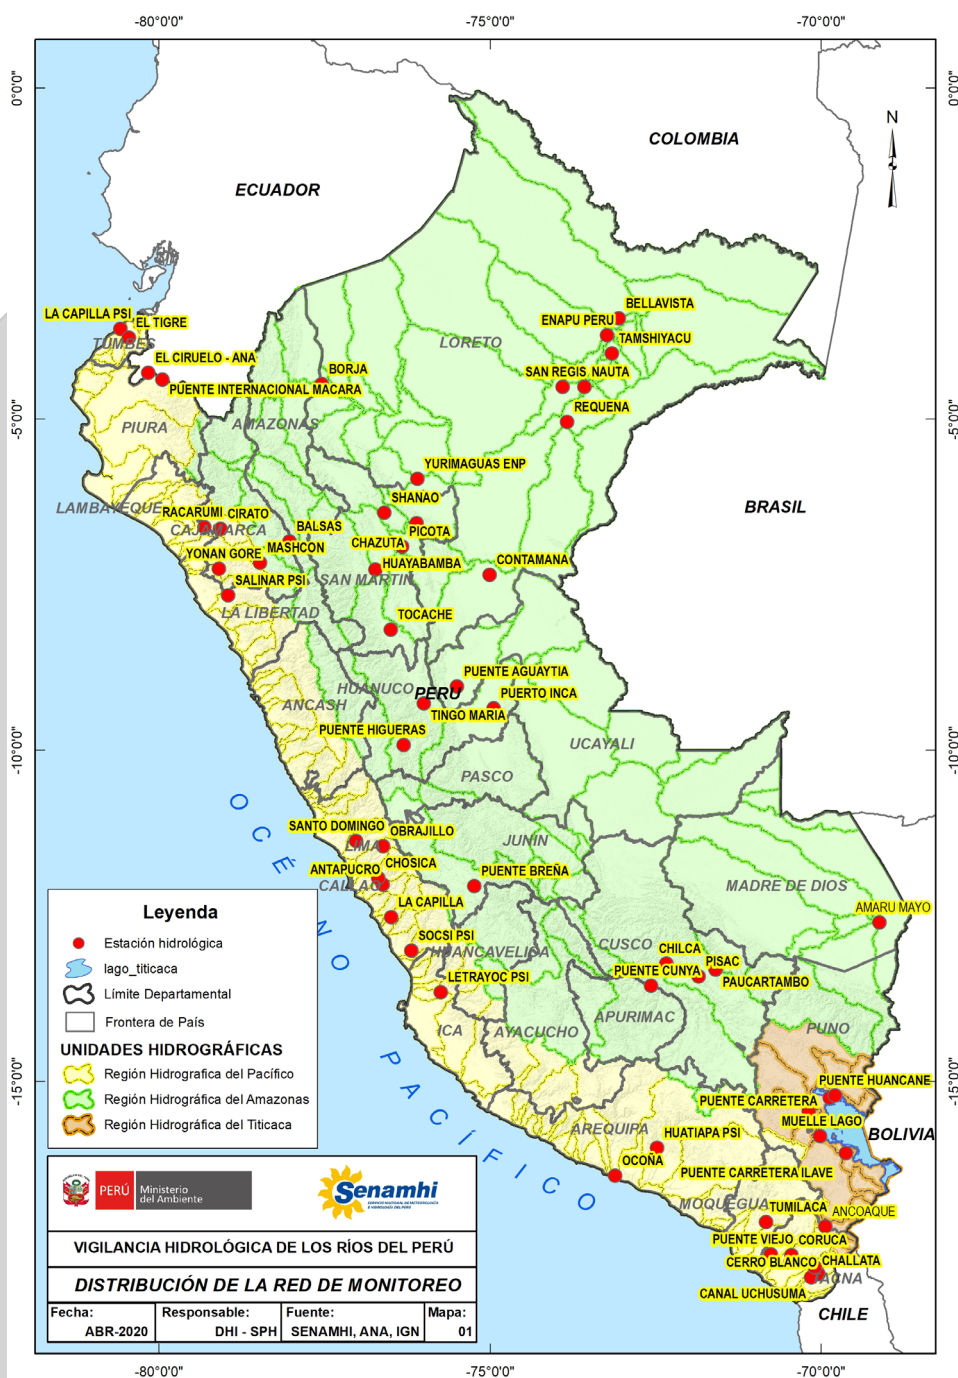 -80°0'0"
-75°0'0"
-70°0'0"
0°0'0"
0°0'0"
COLOMBIA
N
ECUADOR
BELLAVISTA
LA CAPILLA PSI
EL TIGRE
ENAPU PERU
TAMSHIYACU
TUMBES
LORETO
EL CIRUELO - ANA
BORJA
SAN REGIS
NAUTA
PUENTE INTERNACIONAL MACARA
REQUENA
-5°0'0"
-5°0'0"
PIURA
AMAZONAS
YURIMAGUAS ENP
SHANAO
LAMBAYEQUE
RACARUMI
CIRATO
BRASIL
CAJAMARCA
BALSAS
PICOTA
YONAN GORE
MASHCON
CHAZUTA
HUAYABAMBA
CONTAMANA
SALINAR PSI
SAN MARTIN
LA LIBERTAD
TOCACHE
PUENTE AGUAYTIA
HUANUCO
PERU
PUERTO INCA
ANCASH
TINGO MARIA
PUENTE HIGUERAS
UCAYALI
-10°0'0"
-10°0'0"
PASCO
SANTO DOMINGO
OBRAJILLO
LIMA
JUNIN
ANTAPUCRO
CHOSICA
PUENTE BREÑA
CALLAO
MADRE DE DIOS
LA CAPILLA
AMARU MAYO
SOCSI PSI
HUANCAVELICA
CUSCO
CHILCA
PISAC
PUENTE CUNYA
LETRAYOC PSI
PAUCARTAMBO
ICA
AYACUCHO
APURIMAC
PUNO
OCÉANO PACÍFICO
-15°0'0"
-15°0'0"
PUENTE HUANCANE
PUENTE CARRETERA
AREQUIPA
HUATIAPA PSI
MUELLE LAGO
BOLIVIA
OCOÑA
PUENTE CARRETERA ILAVE
MOQUEGUA
TUMILACA
ANCOAQUE
PUENTE VIEJO
CORUCA
CERRO BLANCO
CHALLATA
TACNA
CANAL UCHUSUMA
CHILE
Leyenda
Estación hidrológica
lago_titicaca
Límite Departamental
Frontera de País
UNIDADES HIDROGRÁFICAS
Región Hidrografica del Pacífico
Región Hidrográfica del Amazonas
Región Hidrográfica del Titicaca
PERÚ
Ministerio
del Ambiente
Senamhi
SERVICIO NACIONAL DE METEOROLOGÍA
E HIDROLOGÍA DEL PERÚ
VIGILANCIA HIDROLÓGICA DE LOS RÍOS DEL PERÚ
DISTRIBUCIÓN DE LA RED DE MONITOREO
Fecha:
ABR-2020
Responsable:
DHI - SPH
Fuente:
SENAMHI, ANA, IGN
Mapa:
01
-80°0'0"
-75°0'0"
-70°0'0"